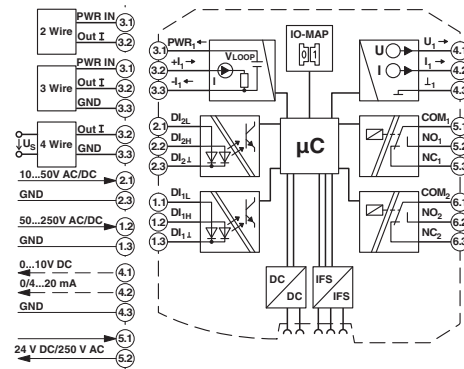 2 Wire
PWR IN 3.1
Out I 3.2
3 Wire
PWR IN 3.1
Out I 3.2
GND 3.3
US
4 Wire
Out I 3.2
GND 3.3
10...50V AC/DC 2.1
GND 2.3
50...250V AC/DC 1.2
GND 1.3
0...10V DC 4.1
0/4...20 mA 4.2
GND 4.3
5.1
24 V DC/250 V AC 5.2
3.1 PWR1
3.2 +I1
3.3 -I1
VLOOP
I
IO-MAP
0 1
U U1 4.1
I I1 4.2
⊥1 4.3
2.1 DI2L
2.2 DI2H
2.3 DI2⊥
µC
COM1 5.1
NO1 5.2
NC1 5.3
1.1 DI1L
1.2 DI1H
1.3 DI1⊥
COM2 6.1
NO2 6.2
NC2 6.3
DC
DC
IFS
IFS